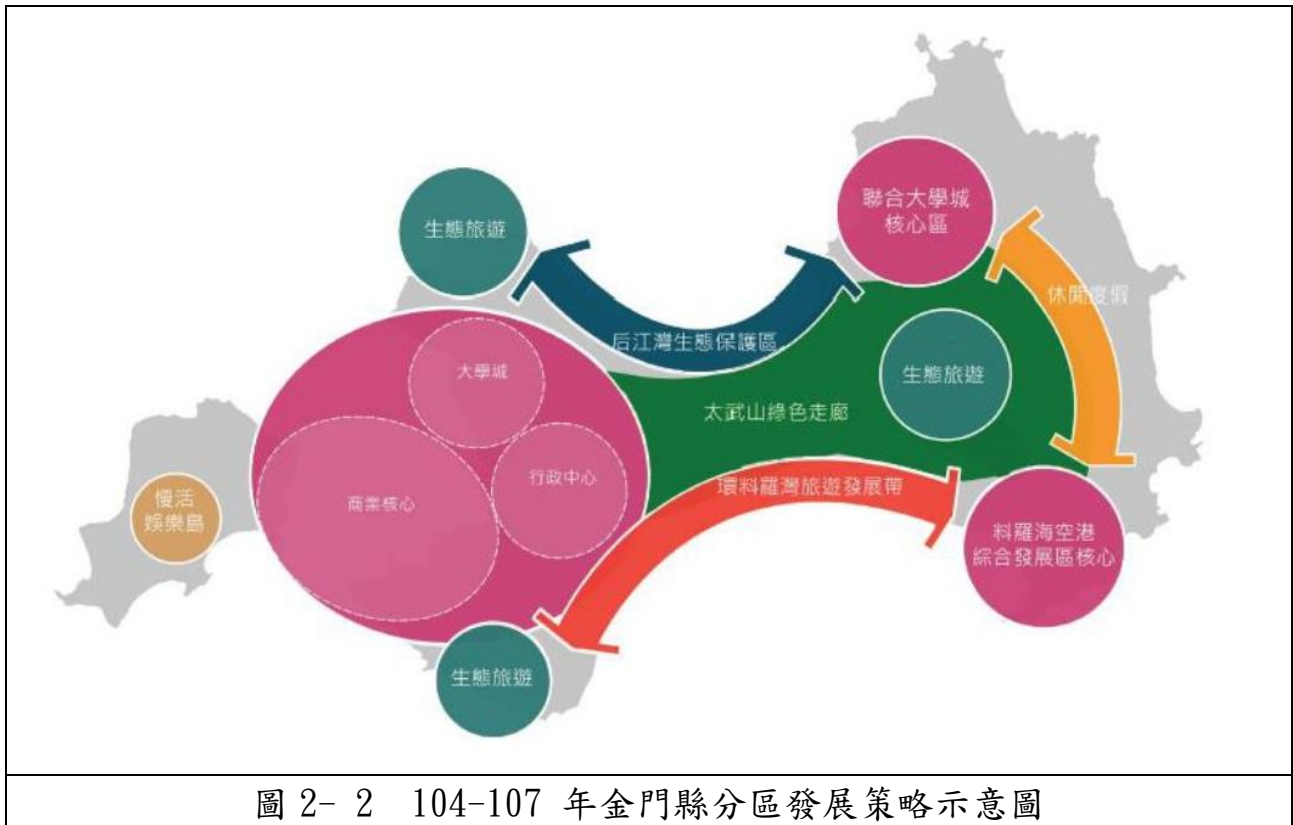 聯合大學城
核心區
生態旅遊
休閒度假
后江灣生態保護區
大學城
生態旅遊
太武山綠色走廊
行政中心
環料羅灣旅遊發展帶
商業核心
慢活
娛樂島
料羅海空港
綜合發展區核心
生態旅遊
圖 2- 2 104-107 年金門縣分區發展策略示意圖